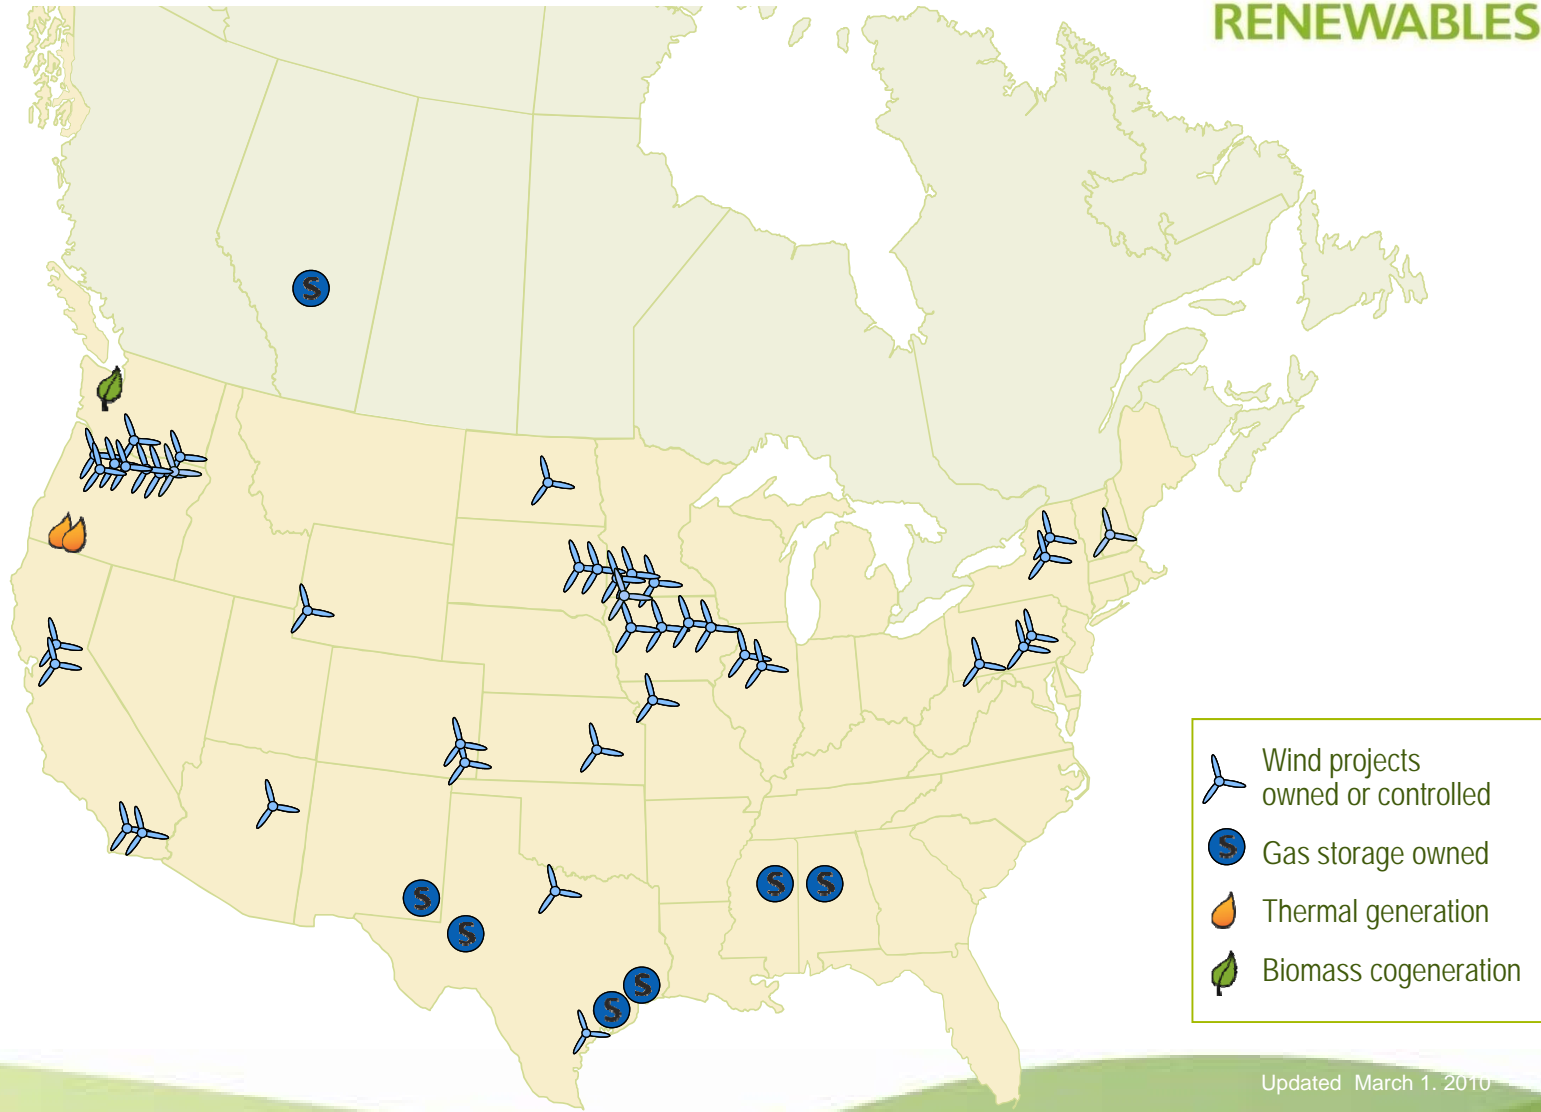 RENEWABLES
S
S
S
S
S
S
S
Wind projects
owned or controlled
S
Gas storage owned
Thermal generation
Biomass cogeneration
Updated March 1. 2010